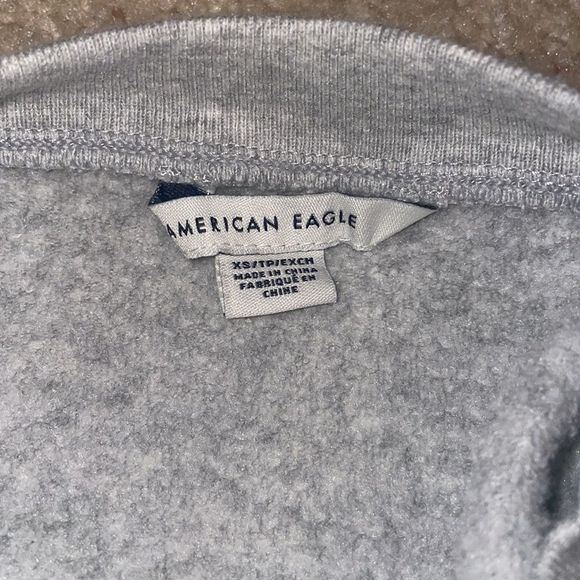 AMERICAN EAGLE
XS/TP/EXCH
MADE IN CHINA
FABRIQUÉ EN
CHINE